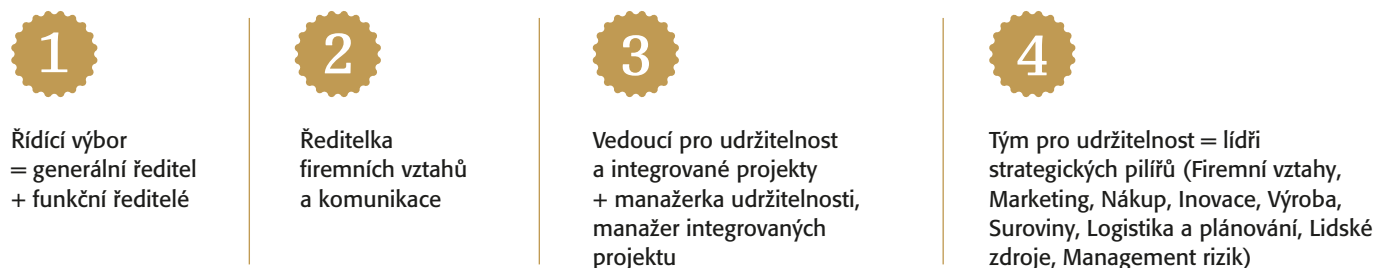 1
Řídící výbor
= generální ředitel
+ funkční ředitelé
2
Ředitelka
firemních vztahů
a komunikace
3
Vedoucí pro udržitelnost
a integrované projekty
+ manažerka udržitelnosti,
manažer integrovaných
projektu
4
Tým pro udržitelnost = lídři
strategických pilířů (Firemní vztahy,
Marketing, Nákup, Inovace, Výroba,
Suroviny, Logistika a plánování, Lidské
zdroje, Management rizik)